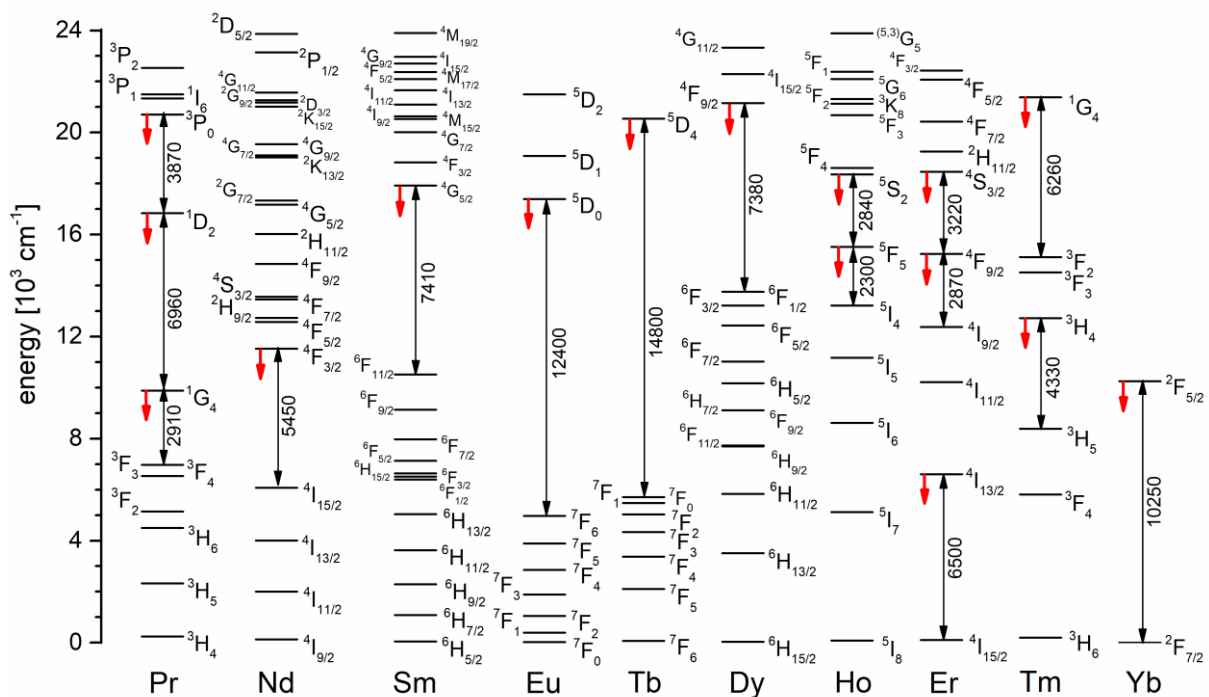 energy [10³ cm⁻¹]
24
20
16
12
8
4
0
³P₂
³P₁
¹I₆
³P₀
3870
¹D₂
6960
¹G₄
2910
³F₃
³F₄
³F₂
³H₆
³H₅
³H₄
Pr
²D₅/₂
²P₁/₂
⁴G₁₁/₂
²G₉/₂
²D₃/₂
²K₁₅/₂
⁴G₇/₂
⁴G₉/₂
²K₁₃/₂
²G₇/₂
⁴G₅/₂
²H₁₁/₂
⁴F₉/₂
⁴S₃/₂
⁴F₇/₂
²H₉/₂
⁴F₅/₂
⁴F₃/₂
5450
⁴I₁₅/₂
⁴I₁₃/₂
⁴I₁₁/₂
⁴I₉/₂
Nd
⁴M₁₉/₂
⁴G₉/₂
⁴I₁₅/₂
⁴F₅/₂
⁴M₁₇/₂
⁴I₁₁/₂
⁴I₁₃/₂
⁴I₉/₂
⁴M₁₅/₂
⁴G₇/₂
⁴F₃/₂
⁴G₅/₂
7410
⁶F₁₁/₂
⁶F₉/₂
⁶F₇/₂
⁶F₅/₂
⁶H₁₅/₂
⁶F₃/₂
⁶F₁/₂
⁶H₁₃/₂
⁶H₁₁/₂
⁶H₉/₂
⁶H₇/₂
⁶H₅/₂
Sm
⁵D₂
⁵D₁
⁵D₀
12400
⁷F₆
⁷F₅
⁷F₄
⁷F₃
⁷F₂
⁷F₁
⁷F₀
Eu
⁵D₄
14800
⁷F₁
⁷F₀
⁷F₂
⁷F₃
⁷F₄
⁷F₅
⁷F₆
Tb
⁴G₁₁/₂
⁴I₁₅/₂
⁴F₉/₂
7380
⁶F₃/₂
⁶F₁/₂
⁶F₅/₂
⁶F₇/₂
⁶H₅/₂
⁶H₇/₂
⁶F₉/₂
⁶F₁₁/₂
⁶H₉/₂
⁶H₁₁/₂
⁶H₁₃/₂
⁶H₁₅/₂
Dy
⁽⁵,³⁾G₅
⁵F₁
⁵G₆
⁵F₂
³K₈
⁵F₃
⁵F₄
⁵S₂
2840
⁵F₅
2300
⁵I₄
⁵I₅
⁵I₆
⁵I₇
⁵I₈
Ho
⁴F₃/₂
⁴F₅/₂
⁴F₇/₂
²H₁₁/₂
⁴S₃/₂
3220
⁴F₉/₂
2870
⁴I₉/₂
⁴I₁₁/₂
⁴I₁₃/₂
6500
⁴I₁₅/₂
Er
¹G₄
6260
³F₂
³F₃
³H₄
4330
³H₅
³F₄
³H₆
Tm
²F₅/₂
10250
²F₇/₂
Yb